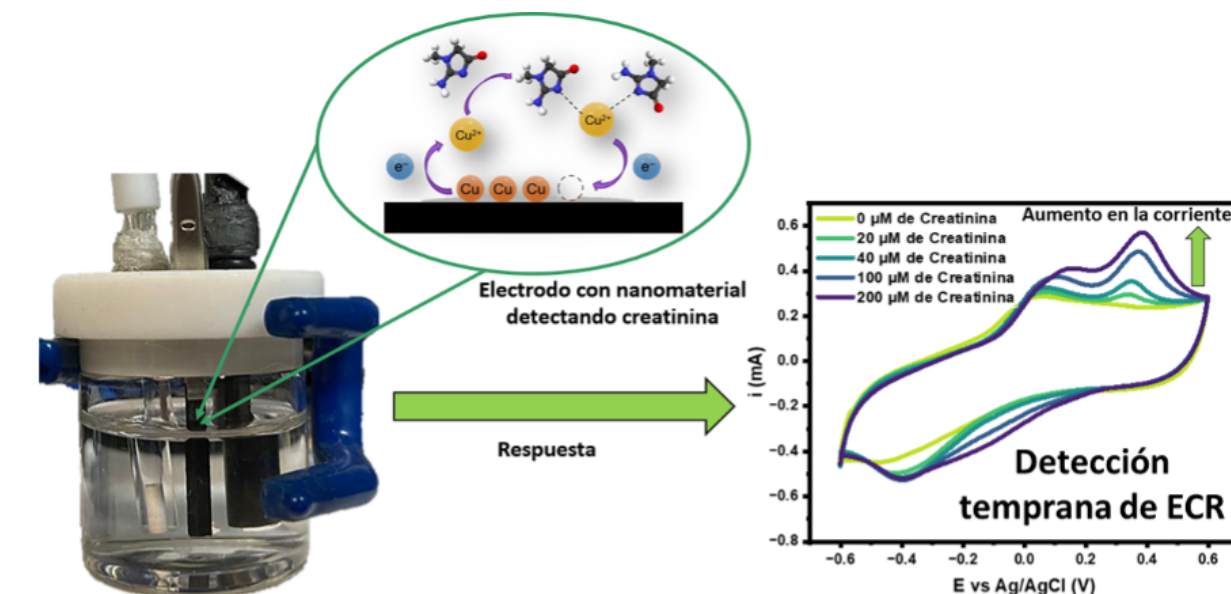 Cu²⁺
Cu²⁺
e⁻
e⁻
Cu
Cu
Cu
Electrodo con nanomaterial
detectando creatinina
Respuesta
Aumento en la corriente
0 µM de Creatinina
20 µM de Creatinina
40 µM de Creatinina
100 µM de Creatinina
200 µM de Creatinina
0.6
0.4
0.2
0.0
−0.2
−0.4
−0.6
−0.8
i (mA)
Detección
temprana de ECR
−0.6
−0.4
−0.2
0.0
0.2
0.4
0.6
E vs Ag/AgCl (V)